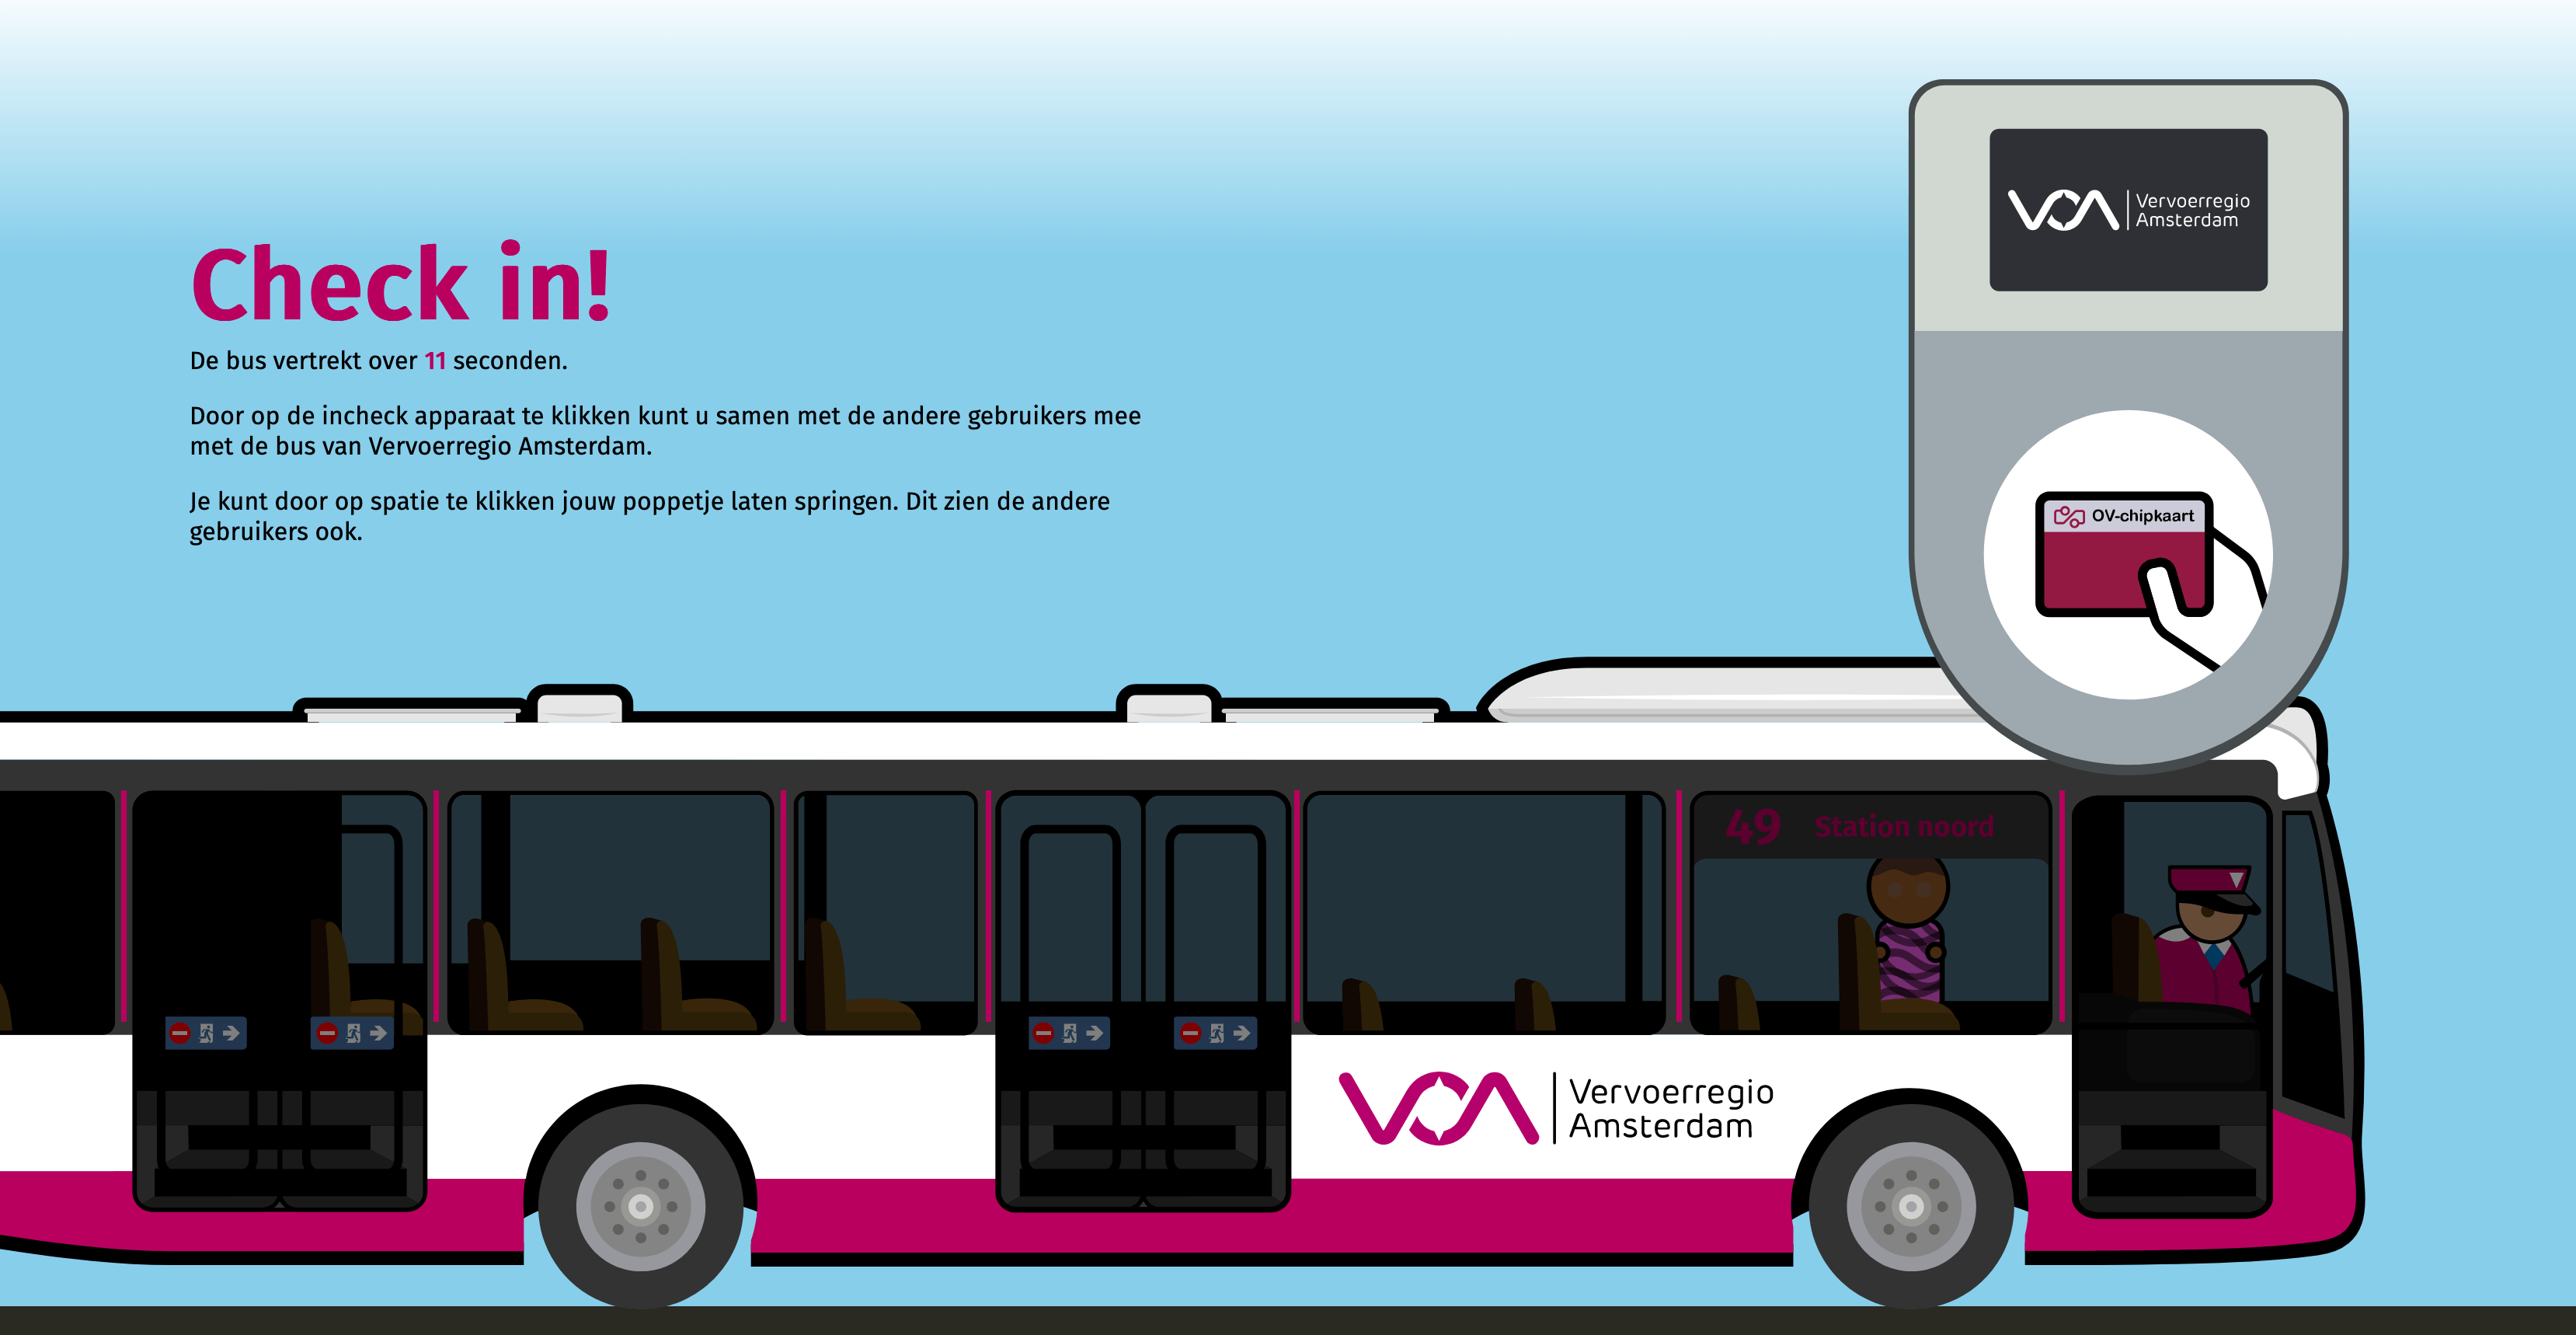 Vervoerregio
Amsterdam
Check in!
De bus vertrekt over 11 seconden.
Door op de incheck apparaat te klikken kunt u samen met de andere gebruikers mee
met de bus van Vervoerregio Amsterdam.
Je kunt door op spatie te klikken jouw poppetje laten springen. Dit zien de andere
gebruikers ook.
OV-chipkaart
49 Station noord
Vervoerregio
Amsterdam